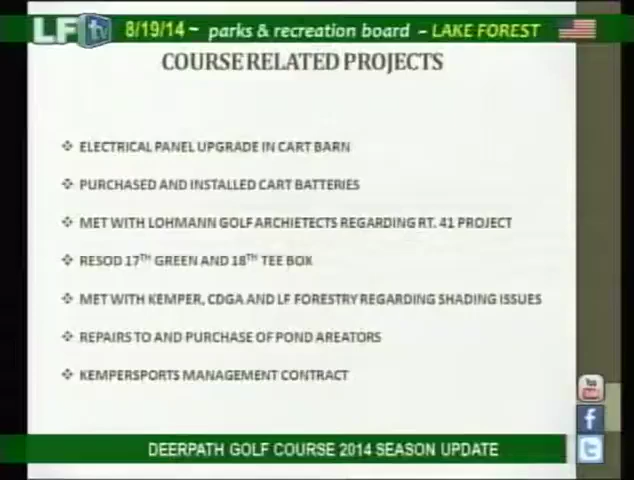 LF tv 8/19/14 ~ parks & recreation board ~ LAKE FOREST
COURSE RELATED PROJECTS
❖ ELECTRICAL PANEL UPGRADE IN CART BARN
❖ PURCHASED AND INSTALLED CART BATTERIES
❖ MET WITH LOHMANN GOLF ARCHIETECTS REGARDING RT. 41 PROJECT
❖ RESOD 17TH GREEN AND 18TH TEE BOX
❖ MET WITH KEMPER, CDGA AND LF FORESTRY REGARDING SHADING ISSUES
❖ REPAIRS TO AND PURCHASE OF POND AREATORS
❖ KEMPERSPORTS MANAGEMENT CONTRACT
You
f
t
DEERPATH GOLF COURSE 2014 SEASON UPDATE